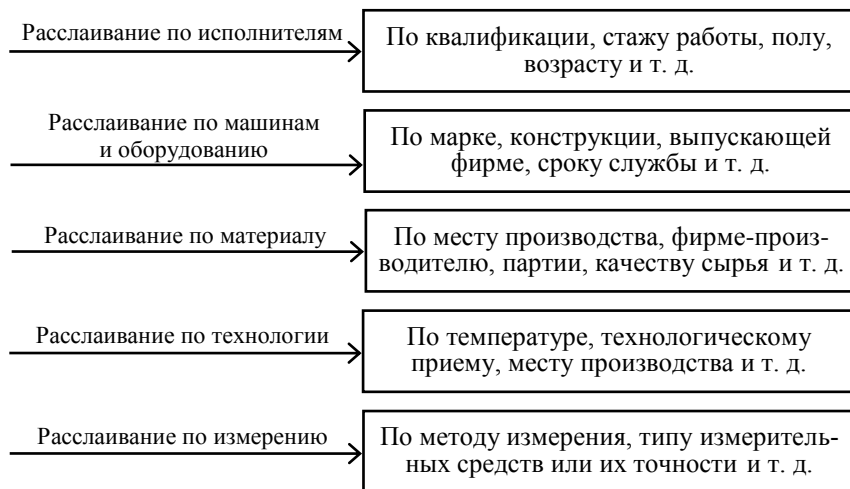 Расслаивание по исполнителям
По квалификации, стажу работы, полу,
возрасту и т. д.
Расслаивание по машинам
и оборудованию
По марке, конструкции, выпускающей
фирме, сроку службы и т. д.
Расслаивание по материалу
По месту производства, фирме-произ-
водителю, партии, качеству сырья и т. д.
Расслаивание по технологии
По температуре, технологическому
приему, месту производства и т. д.
Расслаивание по измерению
По методу измерения, типу измеритель-
ных средств или их точности и т. д.